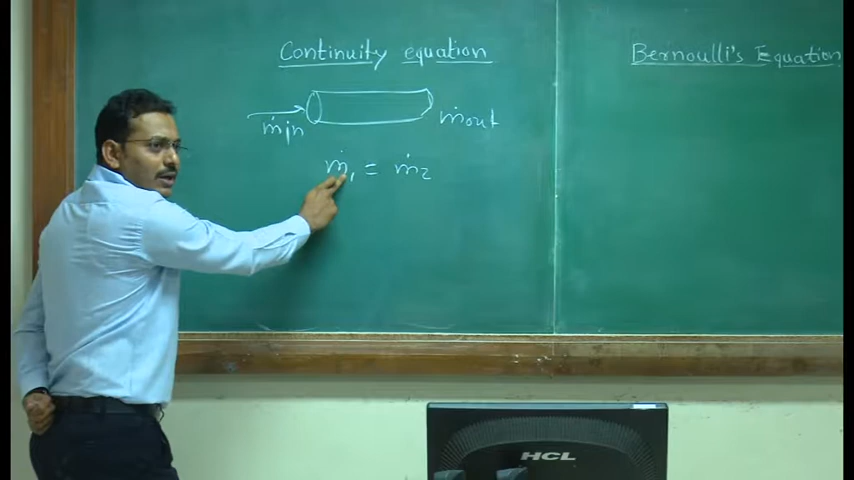 Continuity equation
ṁin
ṁout
ṁ₁ = ṁ₂
Bernoulli's Equation
HCL